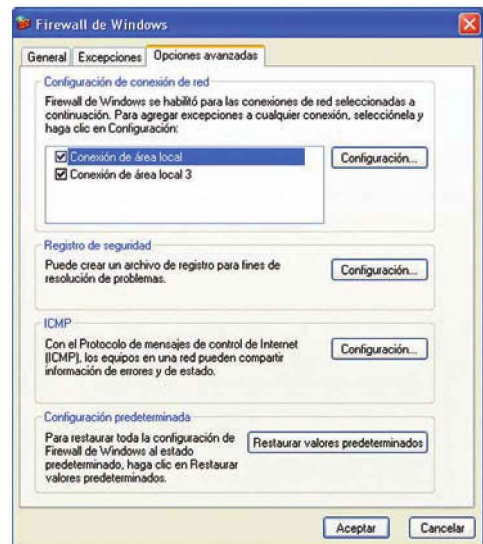 Firewall de Windows
General
Excepciones
Opciones avanzadas
Configuración de conexión de red
Firewall de Windows se habilitó para las conexiones de red seleccionadas a
continuación. Para agregar excepciones a cualquier conexión, selecciónela y
haga clic en Configuración:
Conexión de área local
Conexión de área local 3
Configuración...
Registro de seguridad
Puede crear un archivo de registro para fines de
resolución de problemas.
Configuración...
ICMP
Con el Protocolo de mensajes de control de Internet
(ICMP), los equipos en una red pueden compartir
información de errores y de estado.
Configuración...
Configuración predeterminada
Para restaurar toda la configuración de
Firewall de Windows al estado
predeterminado, haga clic en Restaurar
valores predeterminados.
Restaurar valores predeterminados
Aceptar
Cancelar